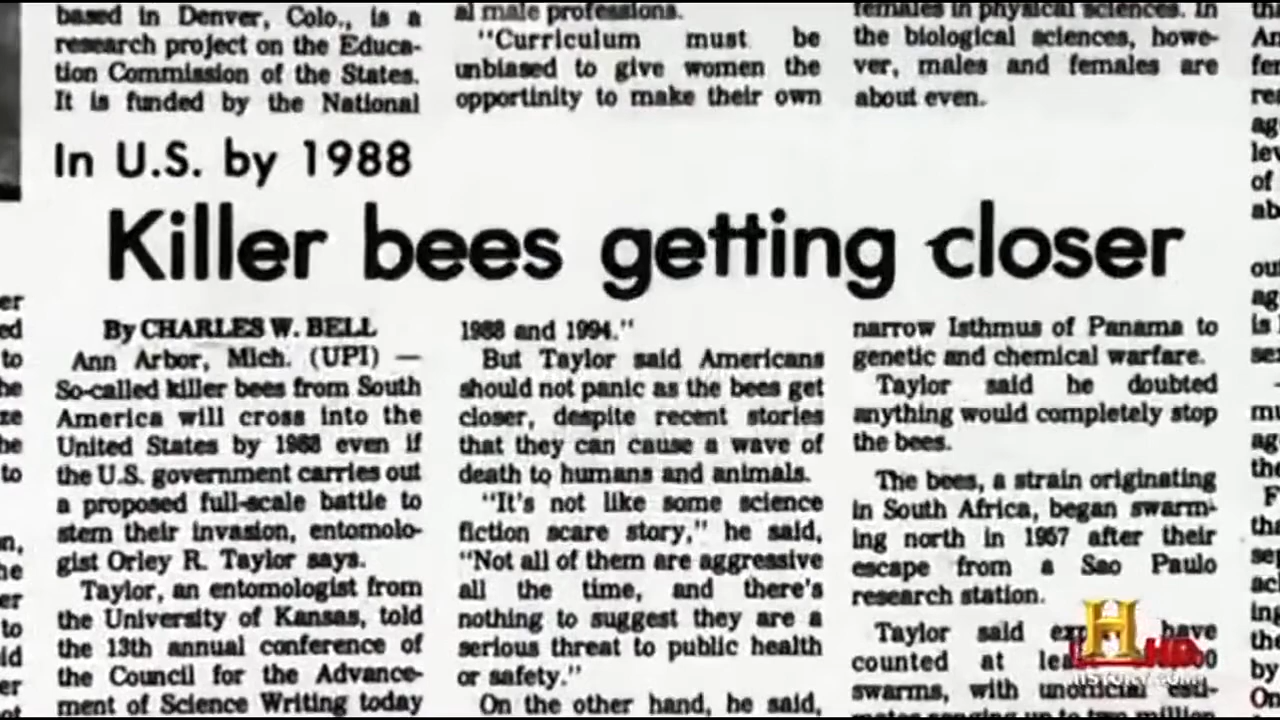 based in Denver, Colo., is a
research project on the Educa-
tion Commission of the States.
It is funded by the National
al male professions.
"Curriculum must be
unbiased to give women the
opportinity to make their own
females in physical sciences. In
the biological sciences, howe-
ver, males and females are
about even.
In U.S. by 1988
Killer bees getting closer
By CHARLES W. BELL
Ann Arbor, Mich. (UPI) —
So-called killer bees from South
America will cross into the
United States by 1988 even if
the U.S. government carries out
a proposed full-scale battle to
stem their invasion, entomolo-
gist Orley R. Taylor says.
Taylor, an entomologist from
the University of Kansas, told
the 13th annual conference of
the Council for the Advance-
ment of Science Writing today
1988 and 1994."
But Taylor said Americans
should not panic as the bees get
closer, despite recent stories
that they can cause a wave of
death to humans and animals.
"It's not like some science
fiction scare story," he said,
"Not all of them are aggressive
all the time, and there's
nothing to suggest they are a
serious threat to public health
or safety."
On the other hand, he said,
narrow Isthmus of Panama to
genetic and chemical warfare.
Taylor said he doubted
anything would completely stop
the bees.
The bees, a strain originating
in South Africa, began swarm-
ing north in 1957 after their
escape from a Sao Paulo
research station.
Taylor said have
counted at
swarms, with unofficial esti-
mates ranging up to two million
H HD
HISTORY.COM